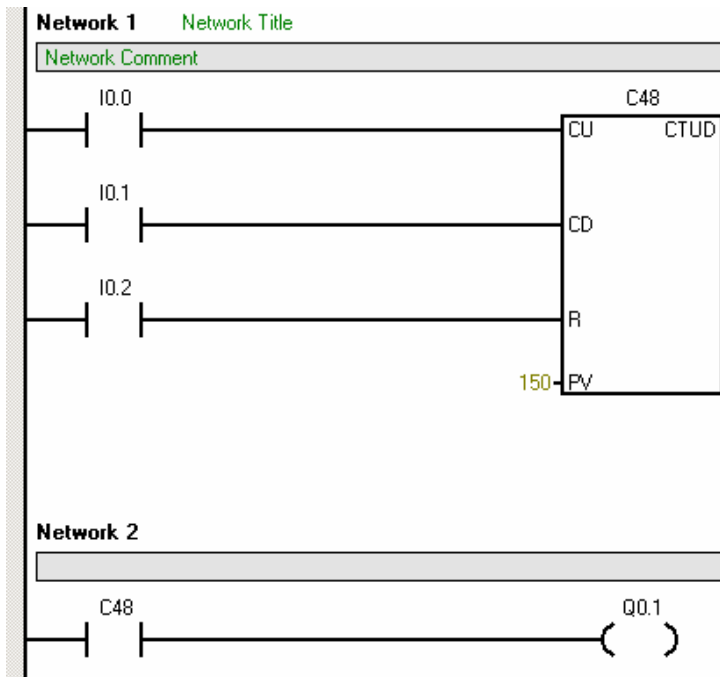 Network 1 Network Title
Network Comment
I0.0 C48
CU CTUD
I0.1
CD
I0.2
R
150 PV
Network 2
C48 Q0.1